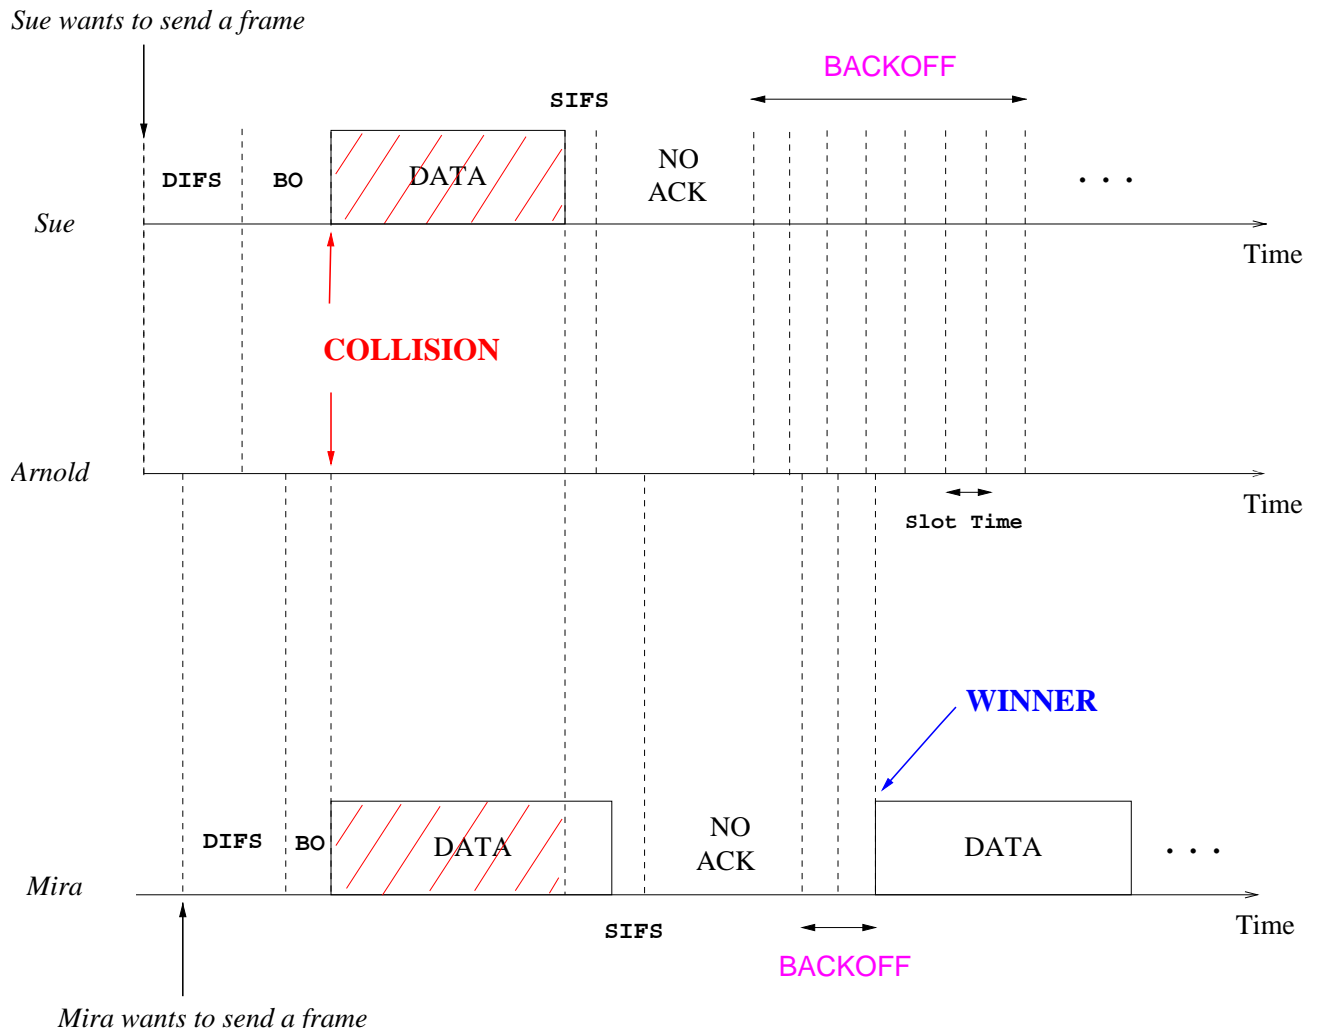 Sue wants to send a frame
BACKOFF
SIFS
DIFS
BO
DATA
NO
ACK
. . .
Sue
Time
COLLISION
Arnold
Time
Slot Time
WINNER
DIFS
BO
DATA
NO
ACK
DATA
. . .
Mira
Time
SIFS
BACKOFF
Mira wants to send a frame